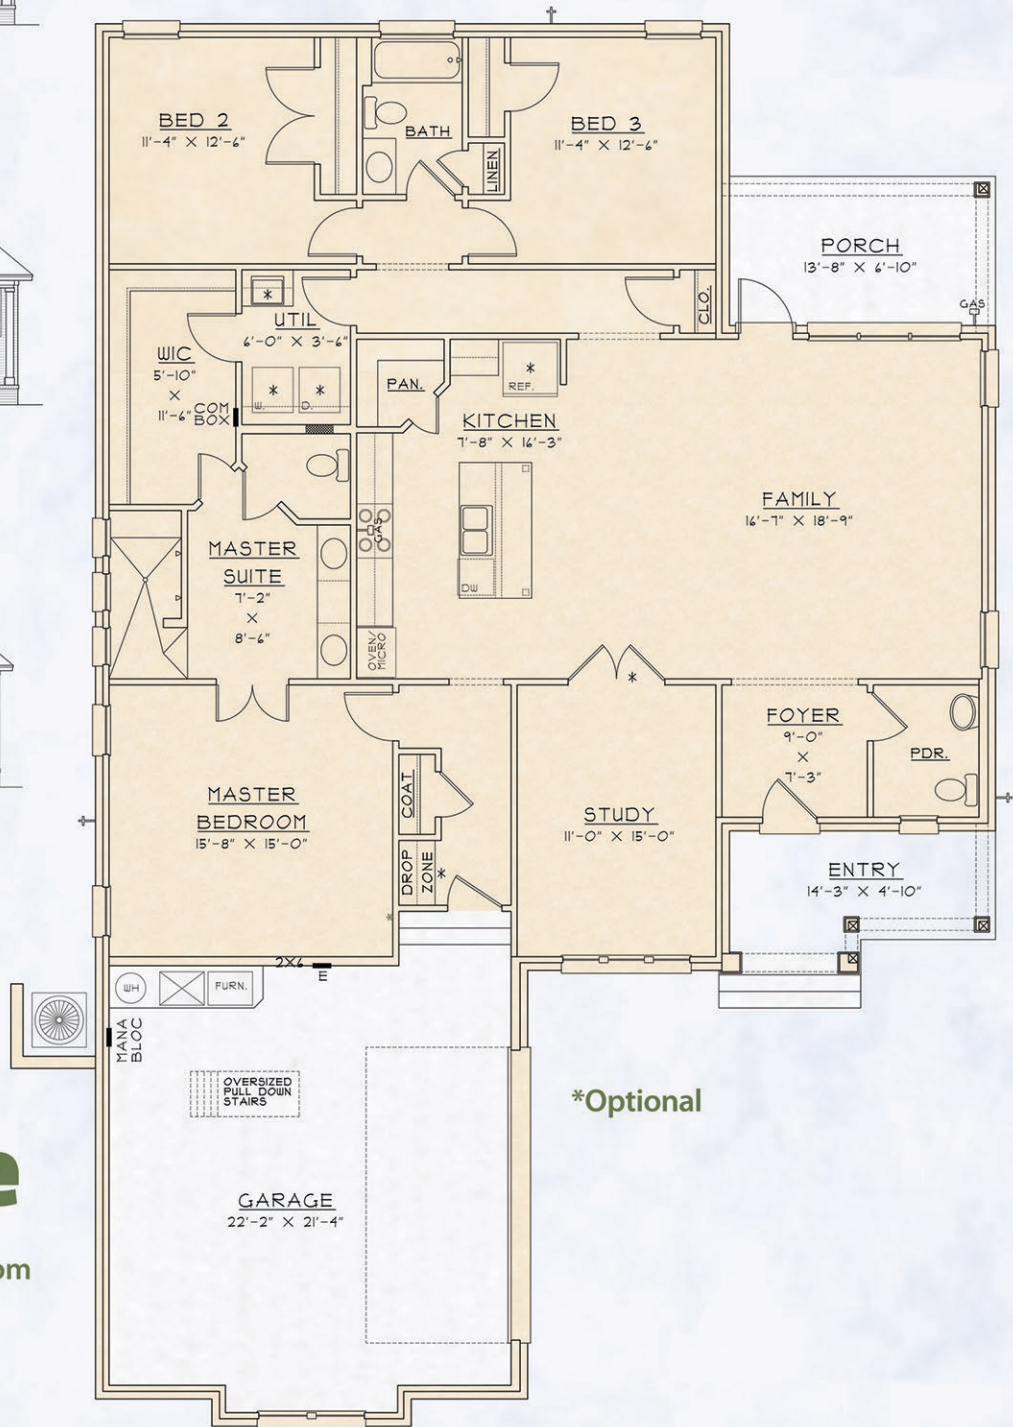 BED 2
11'-4" X 12'-6"
BATH
LINEN
BED 3
11'-4" X 12'-6"
PORCH
13'-8" X 6'-10"
GAS
*
UTIL
6'-0" X 3'-6"
CLO.
WIC
5'-10"
X
11'-6"
COM
BOX
*
*
W.
D.
PAN.
*
REF.
KITCHEN
7'-8" X 16'-3"
FAMILY
16'-7" X 18'-9"
GAS
DW
OVEN/
MICRO
MASTER
SUITE
7'-2"
X
8'-6"
*
FOYER
9'-0"
X
7'-3"
PDR.
MASTER
BEDROOM
15'-8" X 15'-0"
COAT
DROP
ZONE
*
STUDY
11'-0" X 15'-0"
ENTRY
14'-3" X 4'-10"
*
2X6
E
WH
FURN.
MANA
BLOC
OVERSIZED
PULL DOWN
STAIRS
*Optional
GARAGE
22'-2" X 21'-4"
e
om